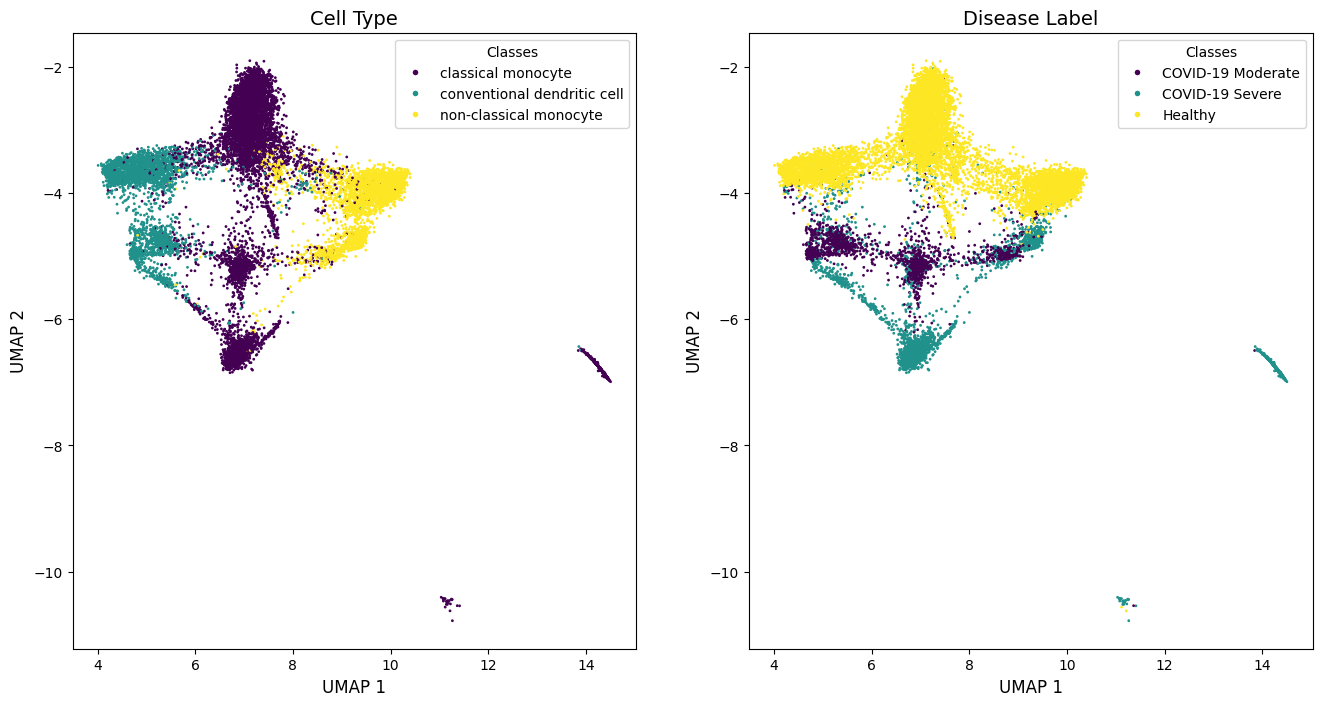 Cell Type
Classes
classical monocyte
conventional dendritic cell
non-classical monocyte
−2
−4
−6
−8
−10
UMAP 2
4
6
8
10
12
14
UMAP 1
Disease Label
Classes
COVID-19 Moderate
COVID-19 Severe
Healthy
−2
−4
−6
−8
−10
UMAP 2
4
6
8
10
12
14
UMAP 1